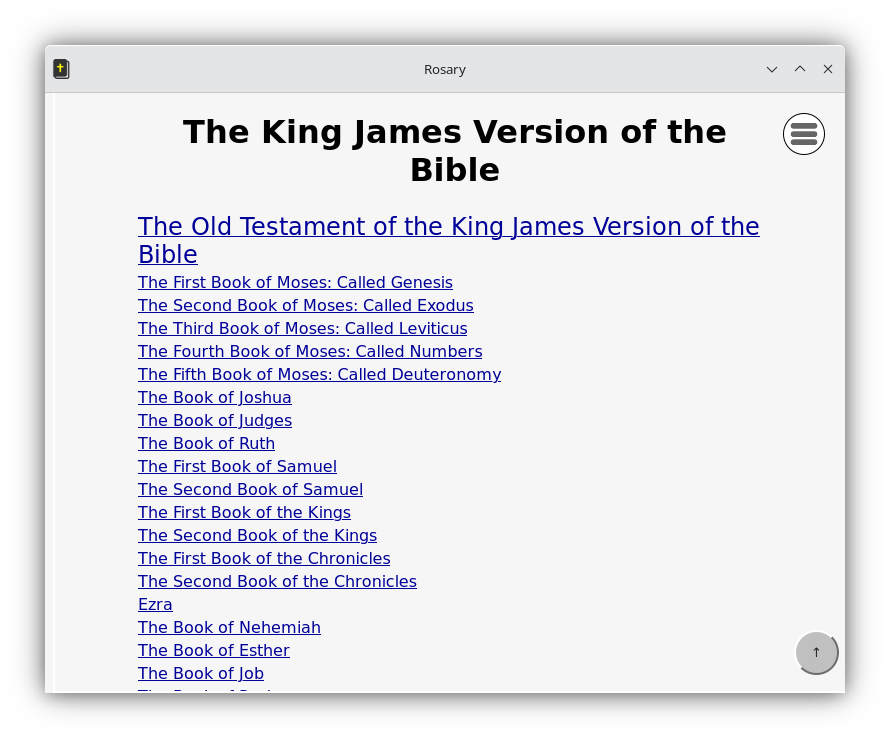 Rosary
The King James Version of the
Bible
The Old Testament of the King James Version of the
Bible
The First Book of Moses: Called Genesis
The Second Book of Moses: Called Exodus
The Third Book of Moses: Called Leviticus
The Fourth Book of Moses: Called Numbers
The Fifth Book of Moses: Called Deuteronomy
The Book of Joshua
The Book of Judges
The Book of Ruth
The First Book of Samuel
The Second Book of Samuel
The First Book of the Kings
The Second Book of the Kings
The First Book of the Chronicles
The Second Book of the Chronicles
Ezra
The Book of Nehemiah
The Book of Esther
The Book of Job
↑